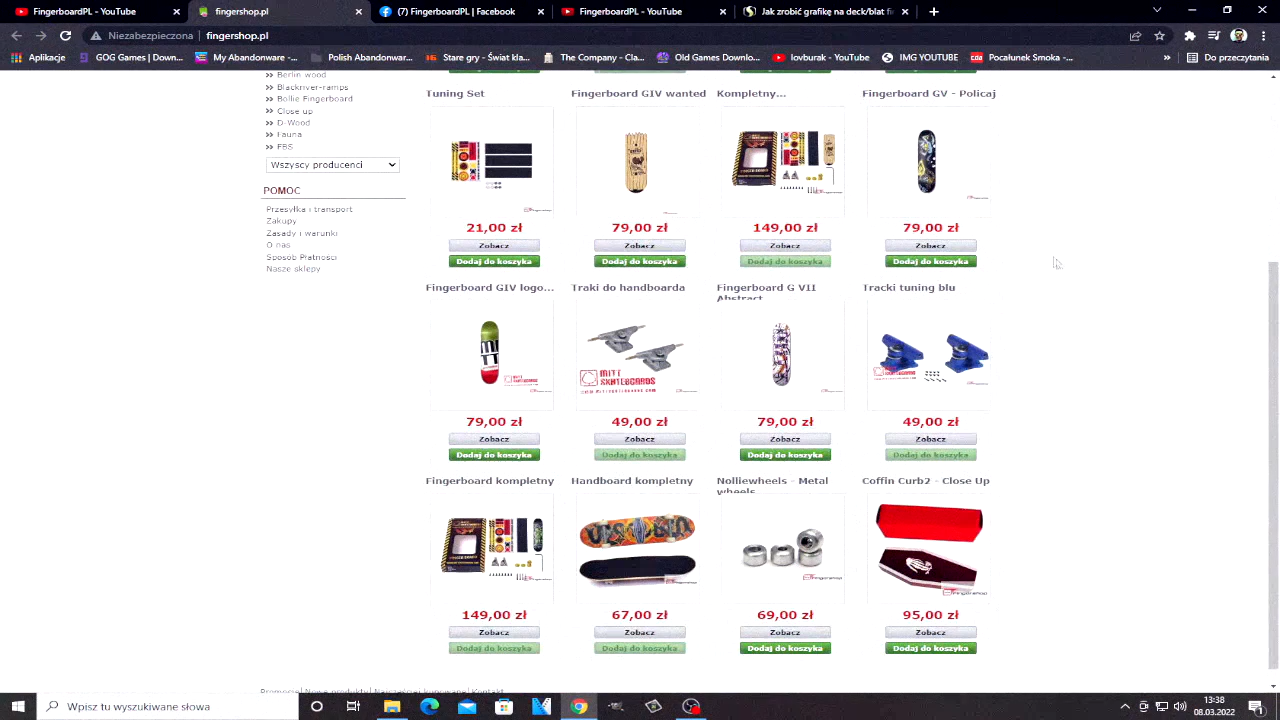 FingerboardPL - YouTube
fingershop.pl
(7) FingerboardPL | Facebook
FingerboardPL - YouTube
Jak zrobić grafikę na deck/blat fi
Niezabezpieczona
fingershop.pl
Aplikacje
GOG Games | Down...
My Abandonware - D...
Polish Abandonwar...
Stare gry - Świat kla...
The Company - Cla...
Old Games Downlo...
lovburak - YouTube
IMG YOUTUBE
Pocałunek Smoka -...
Do przeczytania
Berlin wood
Blackriver-ramps
Bollie Fingerboard
Close up
D-Wood
Fauna
FBS
Wszyscy producenci
POMOC
Przesyłka i transport
Zakupy
Zasady i warunki
O nas
Sposób Płatności
Nasze sklepy
Tuning Set
Fingerboard GIV wanted
Kompletny...
Fingerboard GV - Policaj
21,00 zł
79,00 zł
149,00 zł
79,00 zł
Zobacz
Zobacz
Zobacz
Zobacz
Dodaj do koszyka
Dodaj do koszyka
Dodaj do koszyka
Dodaj do koszyka
Fingerboard GIV logo...
Traki do handboarda
Fingerboard G VII
Abstract
Tracki tuning blu
MITT
SKATEBOARDS
79,00 zł
49,00 zł
79,00 zł
49,00 zł
Zobacz
Zobacz
Zobacz
Zobacz
Dodaj do koszyka
Dodaj do koszyka
Dodaj do koszyka
Dodaj do koszyka
Fingerboard kompletny
Handboard kompletny
Nolliewheels - Metal
wheels
Coffin Curb2 - Close Up
149,00 zł
67,00 zł
69,00 zł
95,00 zł
Zobacz
Zobacz
Zobacz
Zobacz
Dodaj do koszyka
Dodaj do koszyka
Dodaj do koszyka
Dodaj do koszyka
Promocje| Nowe produkty| Najczęściej kupowane| Kontakt
Wpisz tu wyszukiwane słowa
13:38
06.03.2022